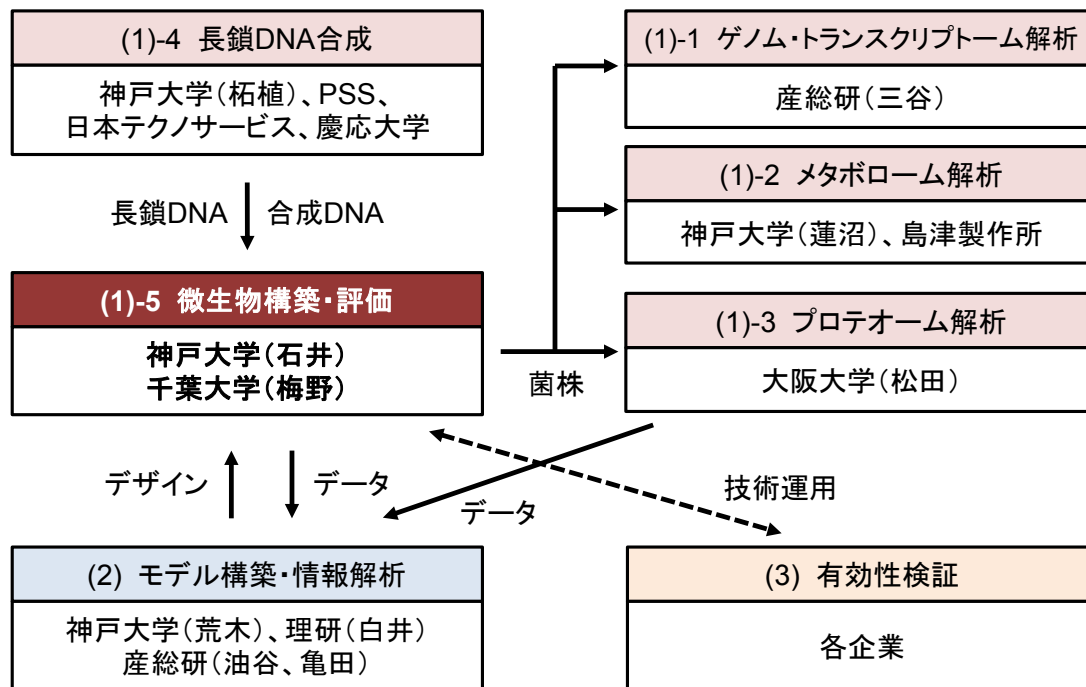 (1)-4 長鎖DNA合成
神戸大学(柘植)、PSS、
日本テクノサービス、慶応大学
長鎖DNA
合成DNA
(1)-5 微生物構築・評価
神戸大学(石井)
千葉大学(梅野)
菌株
(1)-1 ゲノム・トランスクリプトーム解析
産総研(三谷)
(1)-2 メタボローム解析
神戸大学(蓮沼)、島津製作所
(1)-3 プロテオーム解析
大阪大学(松田)
デザイン
データ
データ
技術運用
(2) モデル構築・情報解析
神戸大学(荒木)、理研(白井)
産総研(油谷、亀田)
(3) 有効性検証
各企業